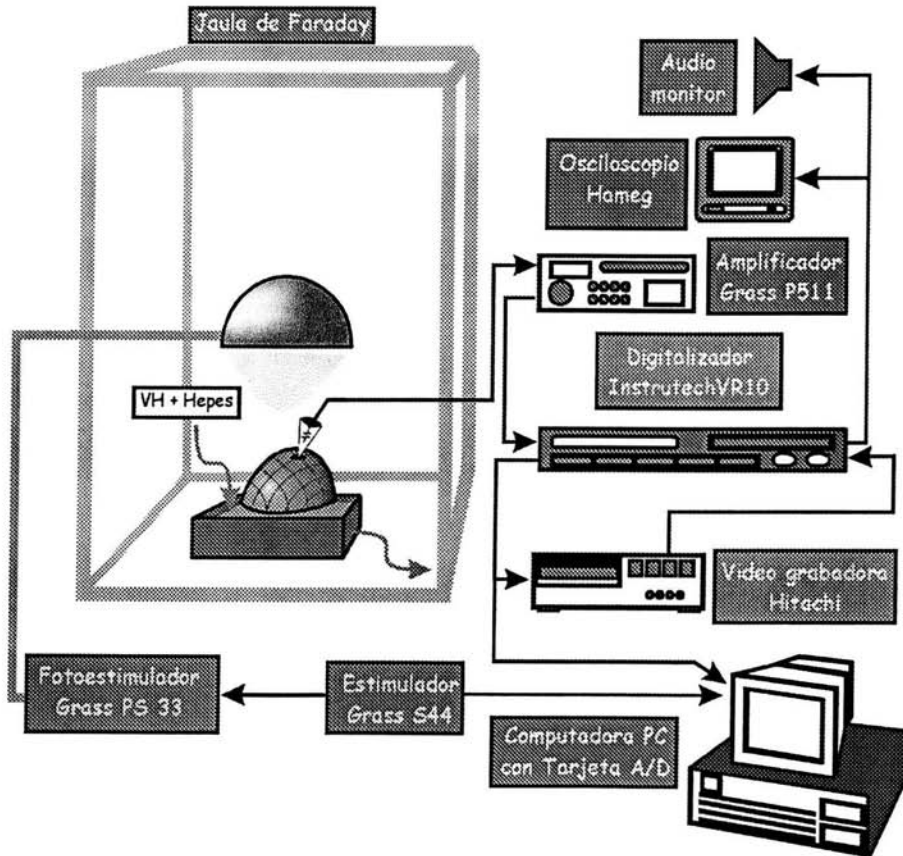 Jaula de Faraday
Audio
monitor
Osciloscopio
Hameg
Amplificador
Grass P511
Digitalizador
InstrutechVR10
VH + Hepes
Video grabadora
Hitachi
Fotoestimulador
Grass PS 33
Estimulador
Grass S44
Computadora PC
con Tarjeta A/D